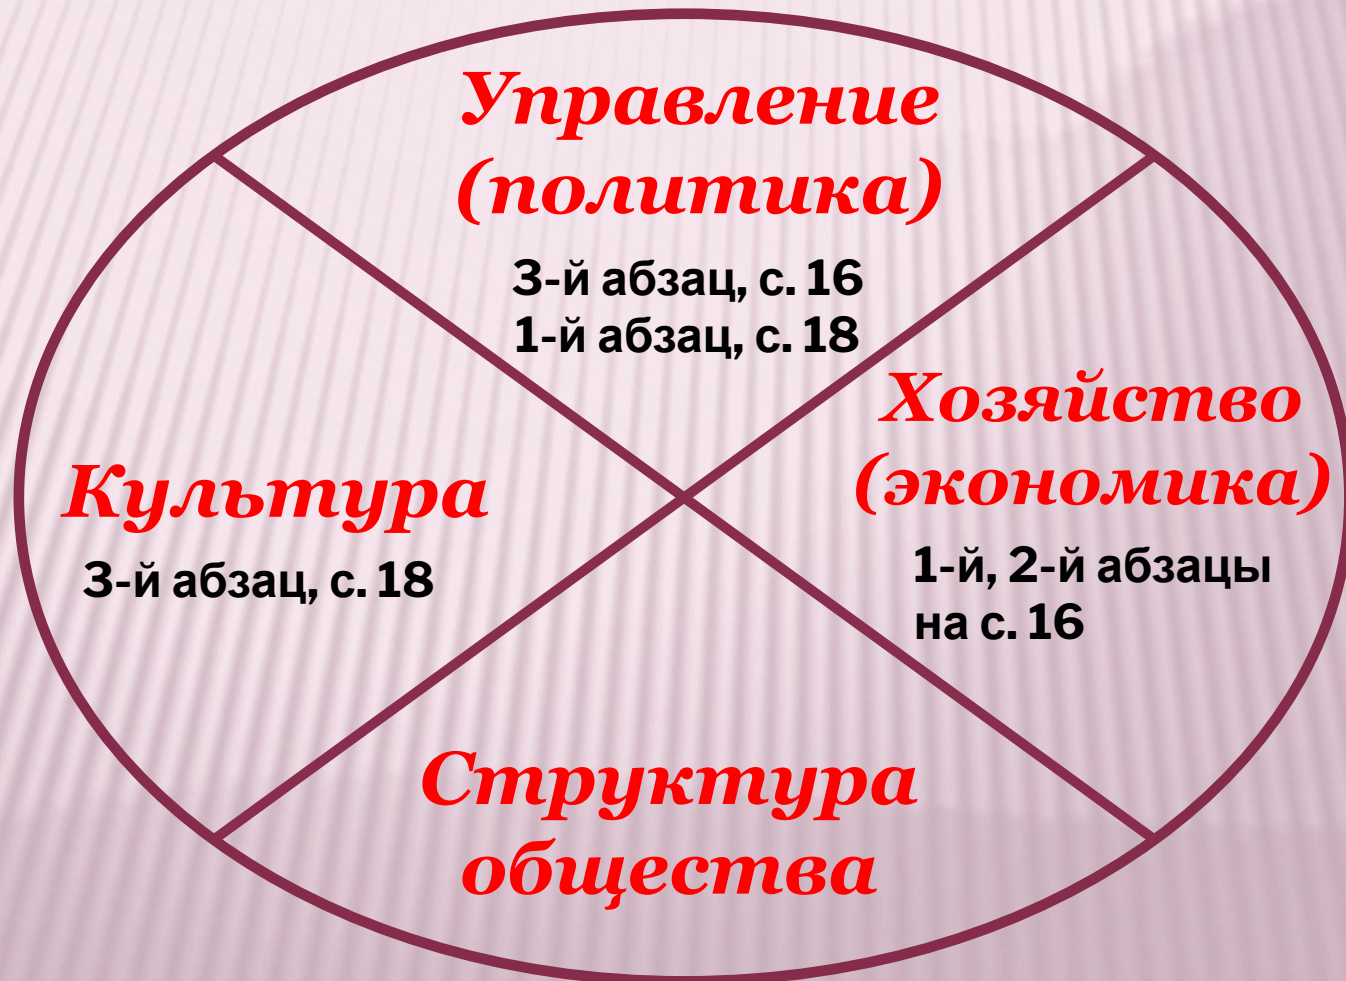 Управление
(политика)
3-й абзац, с. 16
1-й абзац, с. 18
Хозяйство
(экономика)
1-й, 2-й абзацы
на с. 16
Культура
3-й абзац, с. 18
Структура
общества